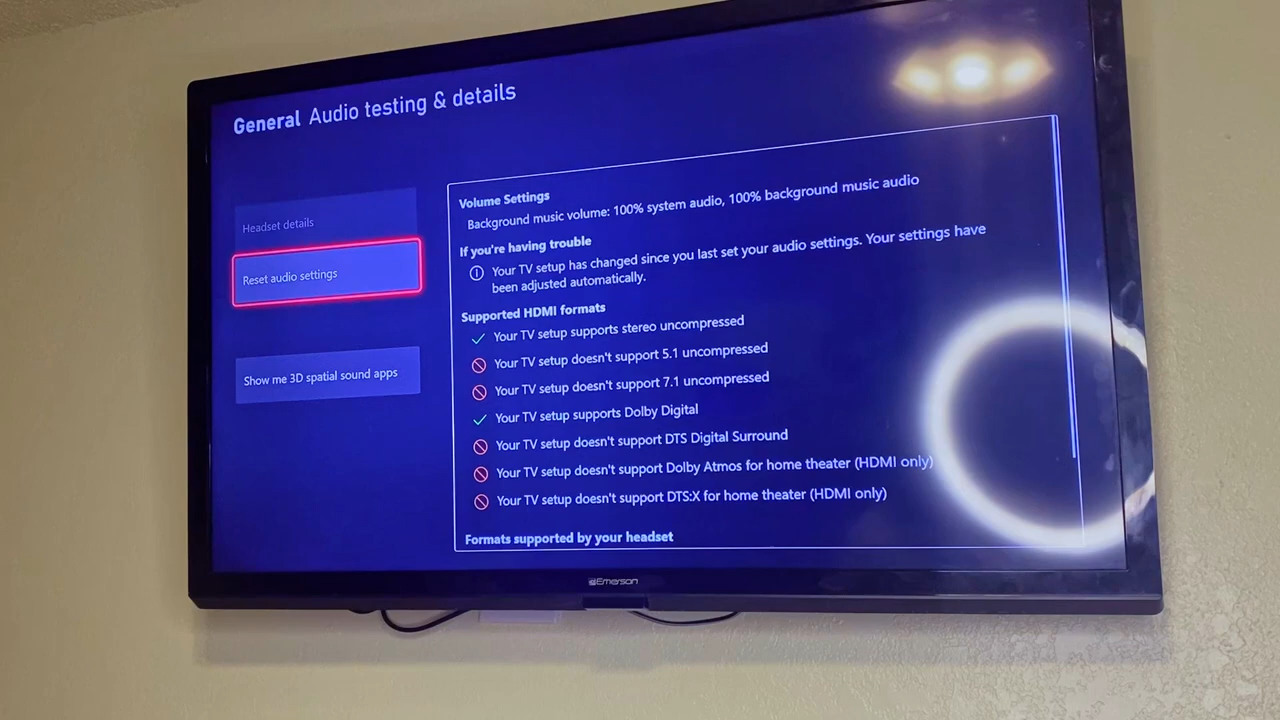 General Audio testing & details
Headset details
Reset audio settings
Show me 3D spatial sound apps
Volume Settings
Background music volume: 100% system audio, 100% background music audio
If you're having trouble
Your TV setup has changed since you last set your audio settings. Your settings have
been adjusted automatically.
Supported HDMI formats
Your TV setup supports stereo uncompressed
Your TV setup doesn't support 5.1 uncompressed
Your TV setup doesn't support 7.1 uncompressed
Your TV setup supports Dolby Digital
Your TV setup doesn't support DTS Digital Surround
Your TV setup doesn't support Dolby Atmos for home theater (HDMI only)
Your TV setup doesn't support DTS:X for home theater (HDMI only)
Formats supported by your headset
Emerson